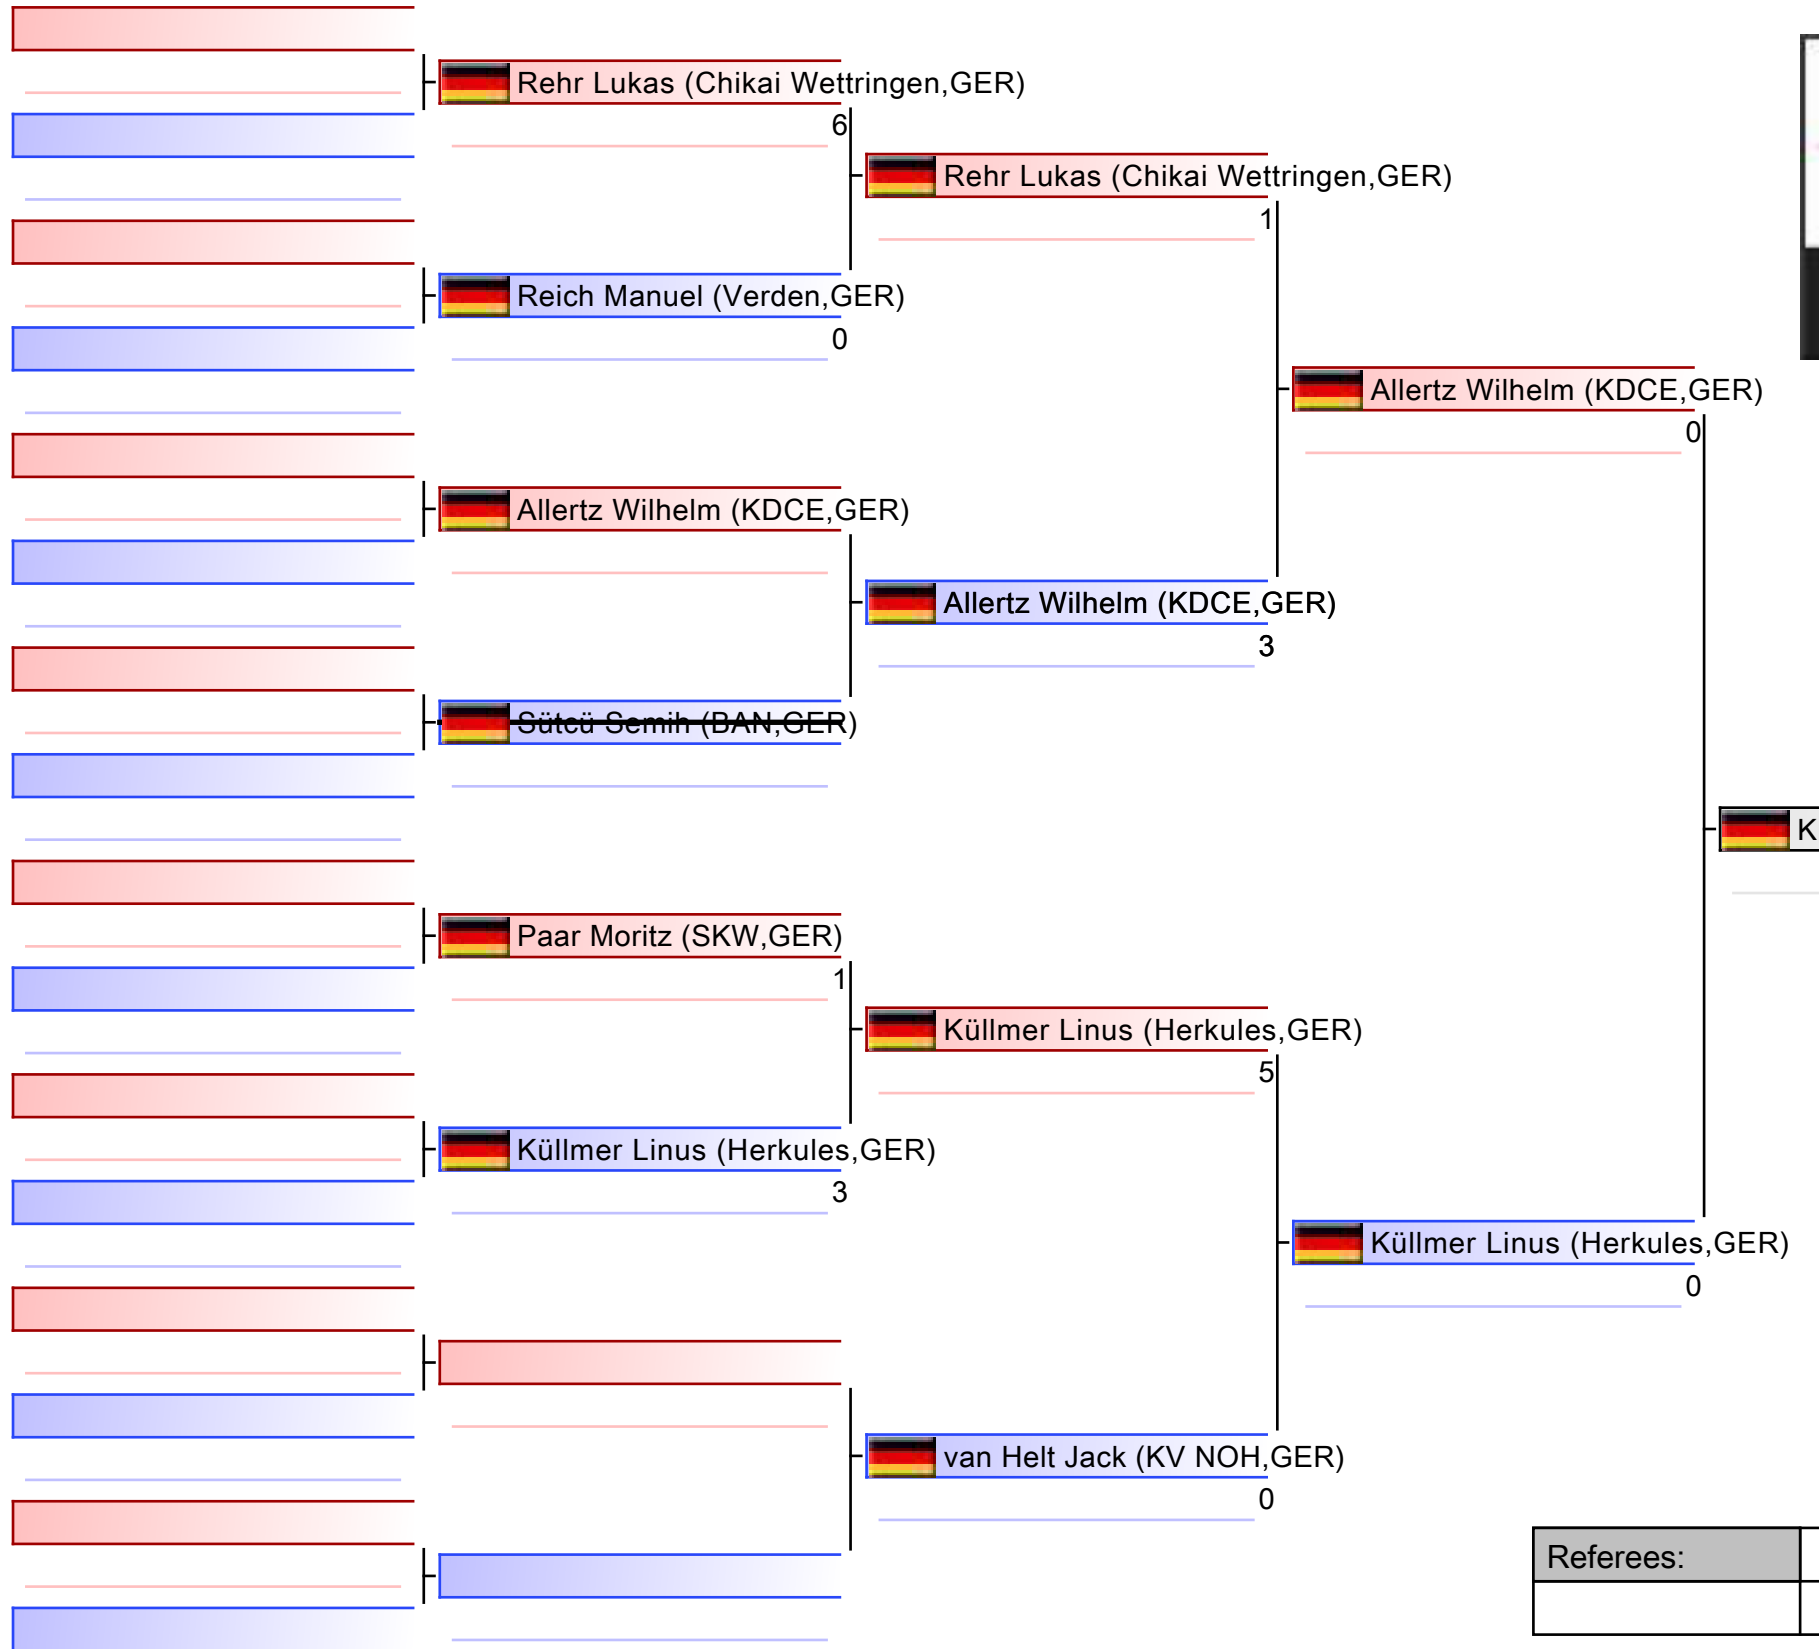 Rehr Lukas (Chikai Wettringen,GER)
6
Rehr Lukas (Chikai Wettringen,GER)
1
Reich Manuel (Verden,GER)
0
Allertz Wilhelm (KDCE,GER)
0
Allertz Wilhelm (KDCE,GER)
Allertz Wilhelm (KDCE,GER)
3
Sütcü Semih (BAN,GER)
K
Paar Moritz (SKW,GER)
1
Küllmer Linus (Herkules,GER)
5
Küllmer Linus (Herkules,GER)
3
Küllmer Linus (Herkules,GER)
0
van Helt Jack (KV NOH,GER)
0
Referees: